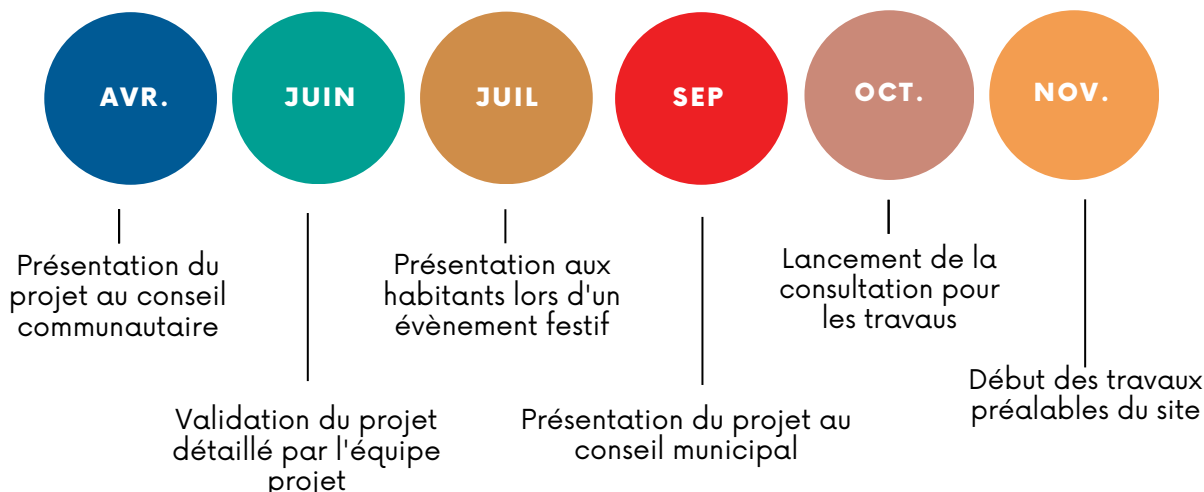 AVR.
JUIN
JUIL
SEP
OCT.
NOV.
Présentation du
projet au conseil
communautaire
Validation du projet
détaillé par l'équipe
projet
Présentation aux
habitants lors d'un
évènement festif
Présentation du projet au
conseil municipal
Lancement de la
consultation pour
les travaus
Début des travaux
préalables du site